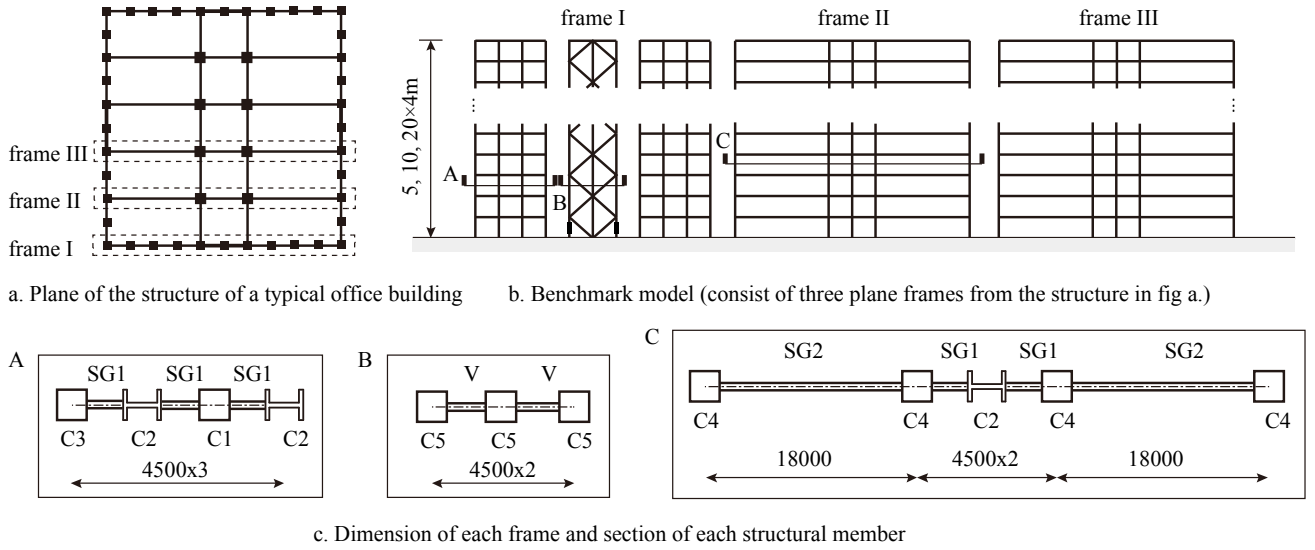 frame I
frame II
frame III
frame III
frame II
frame I
5, 10, 20×4m
A
B
C
a. Plane of the structure of a typical office building
b. Benchmark model (consist of three plane frames from the structure in fig a.)
A
SG1
SG1
SG1
C3
C2
C1
C2
4500x3
B
V
V
C5
C5
C5
4500x2
C
SG2
SG1
SG1
SG2
C4
C4
C2
C4
C4
18000
4500x2
18000
c. Dimension of each frame and section of each structural member